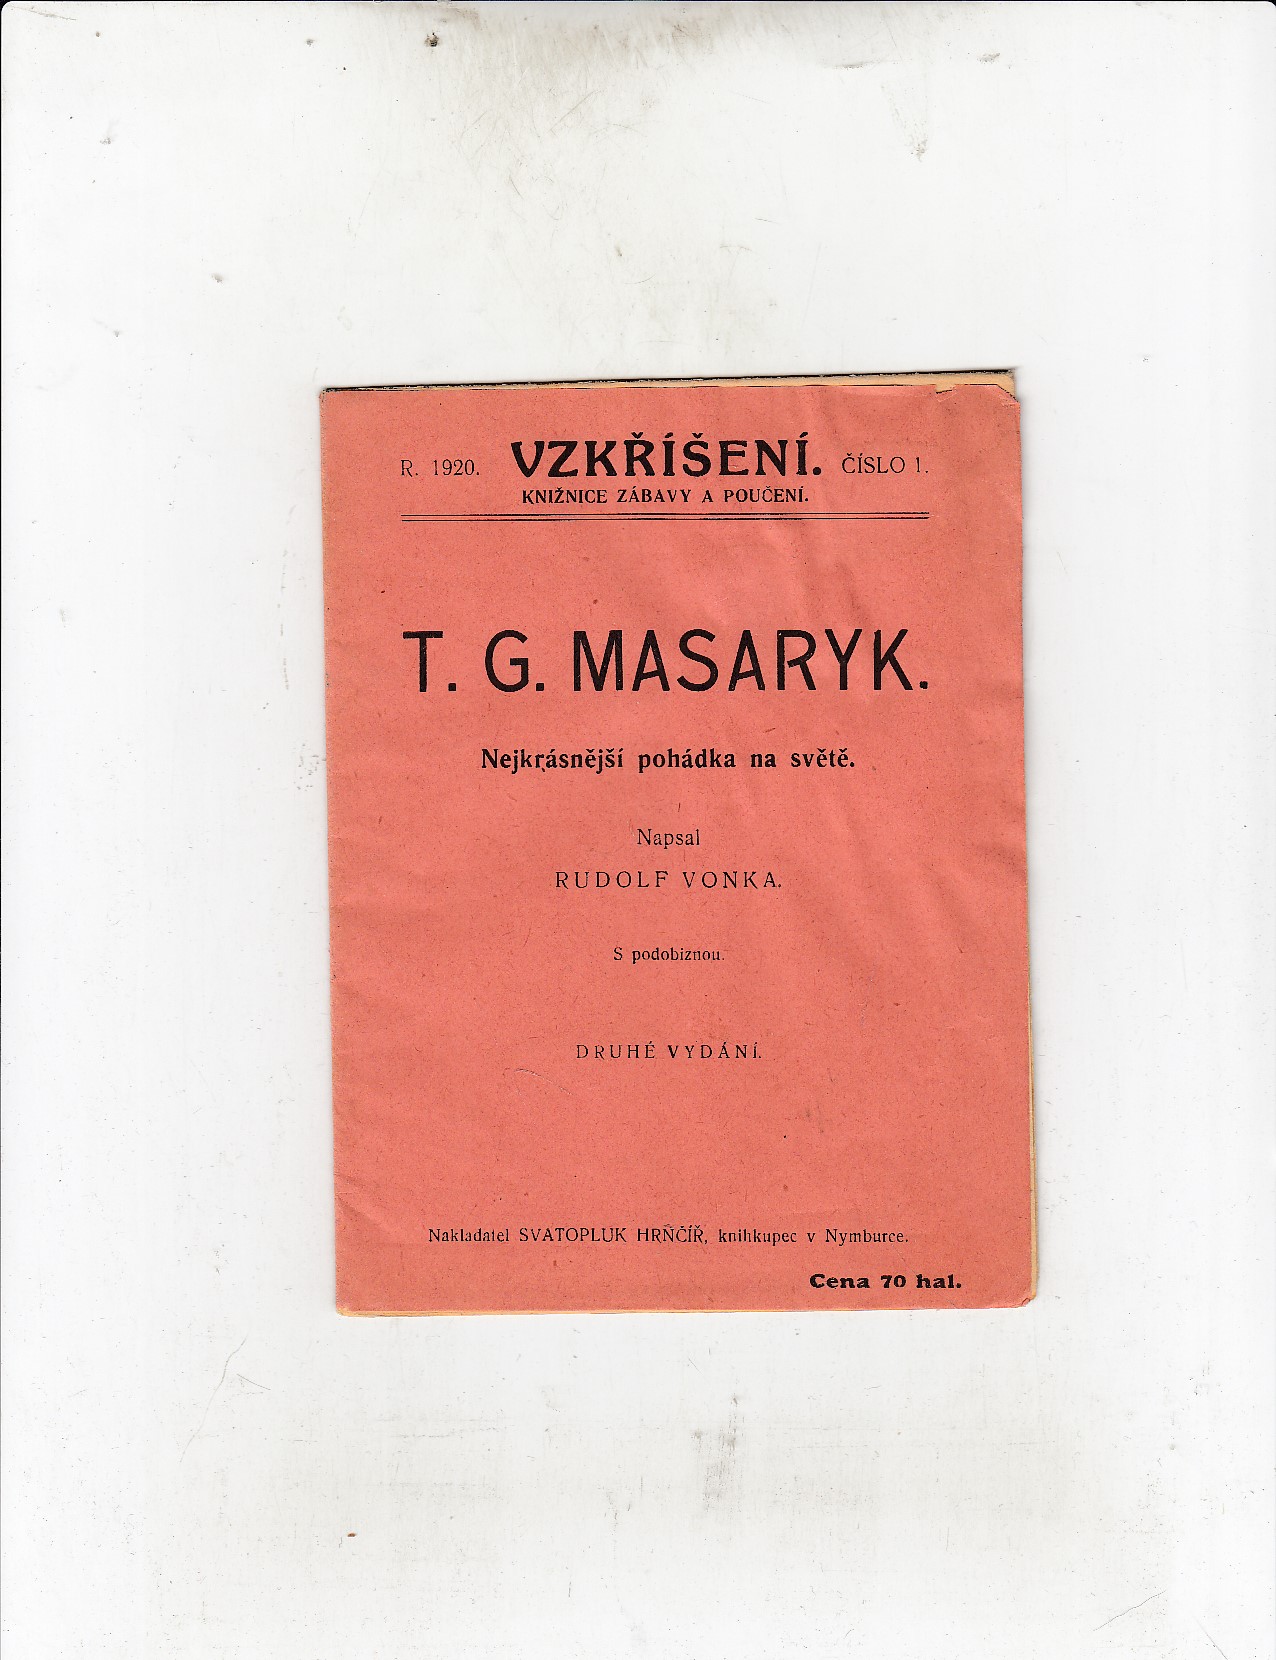 R. 1920. VZKŘÍŠENÍ. ČÍSLO 1.
KNIŽNICE ZÁBAVY A POUČENÍ.
T. G. MASARYK.
Nejkrásnější pohádka na světě.
Napsal
RUDOLF VONKA.
S podobiznou.
DRUHÉ VYDÁNÍ.
Nakladatel SVATOPLUK HRNČÍŘ, knihkupec v Nymburce.
Cena 70 hal.